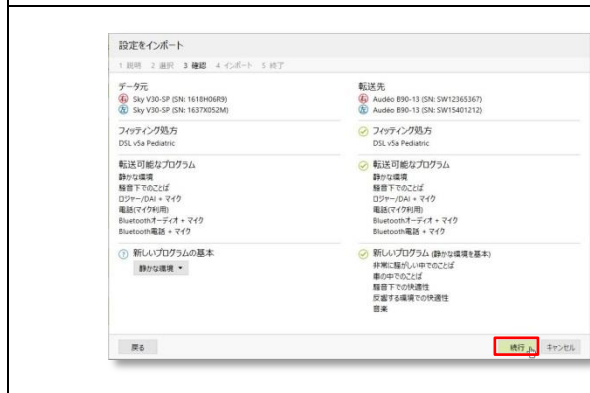 設定をインポート
1 説明 2 選択 3 確認 4 インポート 5 終了
データ元
右 Sky V30-SP (SN: 1618H06R9)
左 Sky V30-SP (SN: 1637X052M)
フィッティング処方
DSL v5a Pediatric
転送可能なプログラム
静かな環境
騒音下でのことば
ロジャー/DAI + マイク
電話(マイク利用)
Bluetoothオーディオ + マイク
Bluetooth電話 + マイク
新しいプログラムの基本
静かな環境
転送先
右 Audéo B90-13 (SN: SW12365367)
左 Audéo B90-13 (SN: SW15401212)
フィッティング処方
DSL v5a Pediatric
転送可能なプログラム
静かな環境
騒音下でのことば
ロジャー/DAI + マイク
電話(マイク利用)
Bluetoothオーディオ + マイク
Bluetooth電話 + マイク
新しいプログラム (静かな環境を基本)
非常に騒がしい中でのことば
車の中でのことば
騒音下での快適性
反響する環境での快適性
音楽
戻る
続行
キャンセル